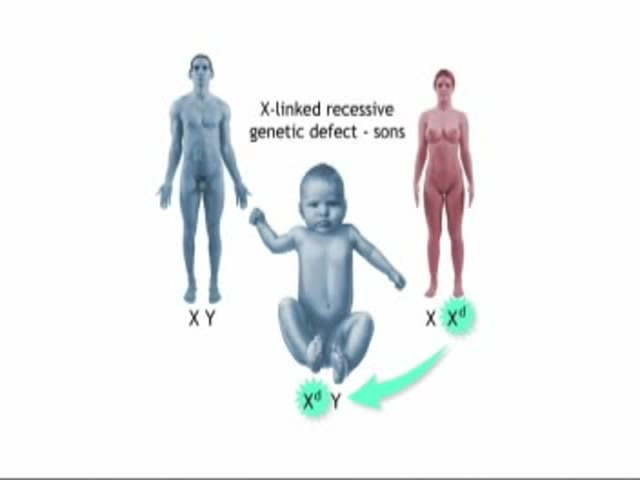 X-linked recessive
genetic defect - sons
X Y
X Xᵈ
Xᵈ Y